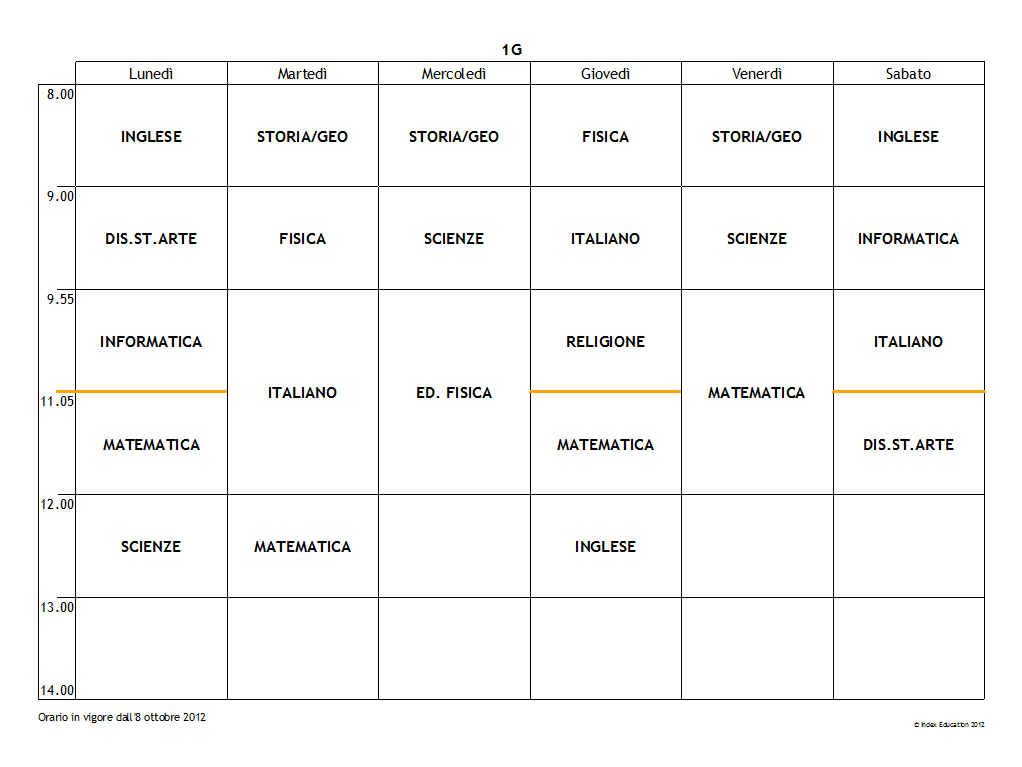 1G
Lunedì Martedì Mercoledì Giovedì Venerdì Sabato
8.00
INGLESE STORIA/GEO STORIA/GEO FISICA STORIA/GEO INGLESE
9.00
DIS.ST.ARTE FISICA SCIENZE ITALIANO SCIENZE INFORMATICA
9.55
INFORMATICA RELIGIONE ITALIANO
ITALIANO ED. FISICA MATEMATICA
11.05
MATEMATICA MATEMATICA DIS.ST.ARTE
12.00
SCIENZE MATEMATICA INGLESE
13.00
14.00
Orario in vigore dall'8 ottobre 2012
© Index Education 2012